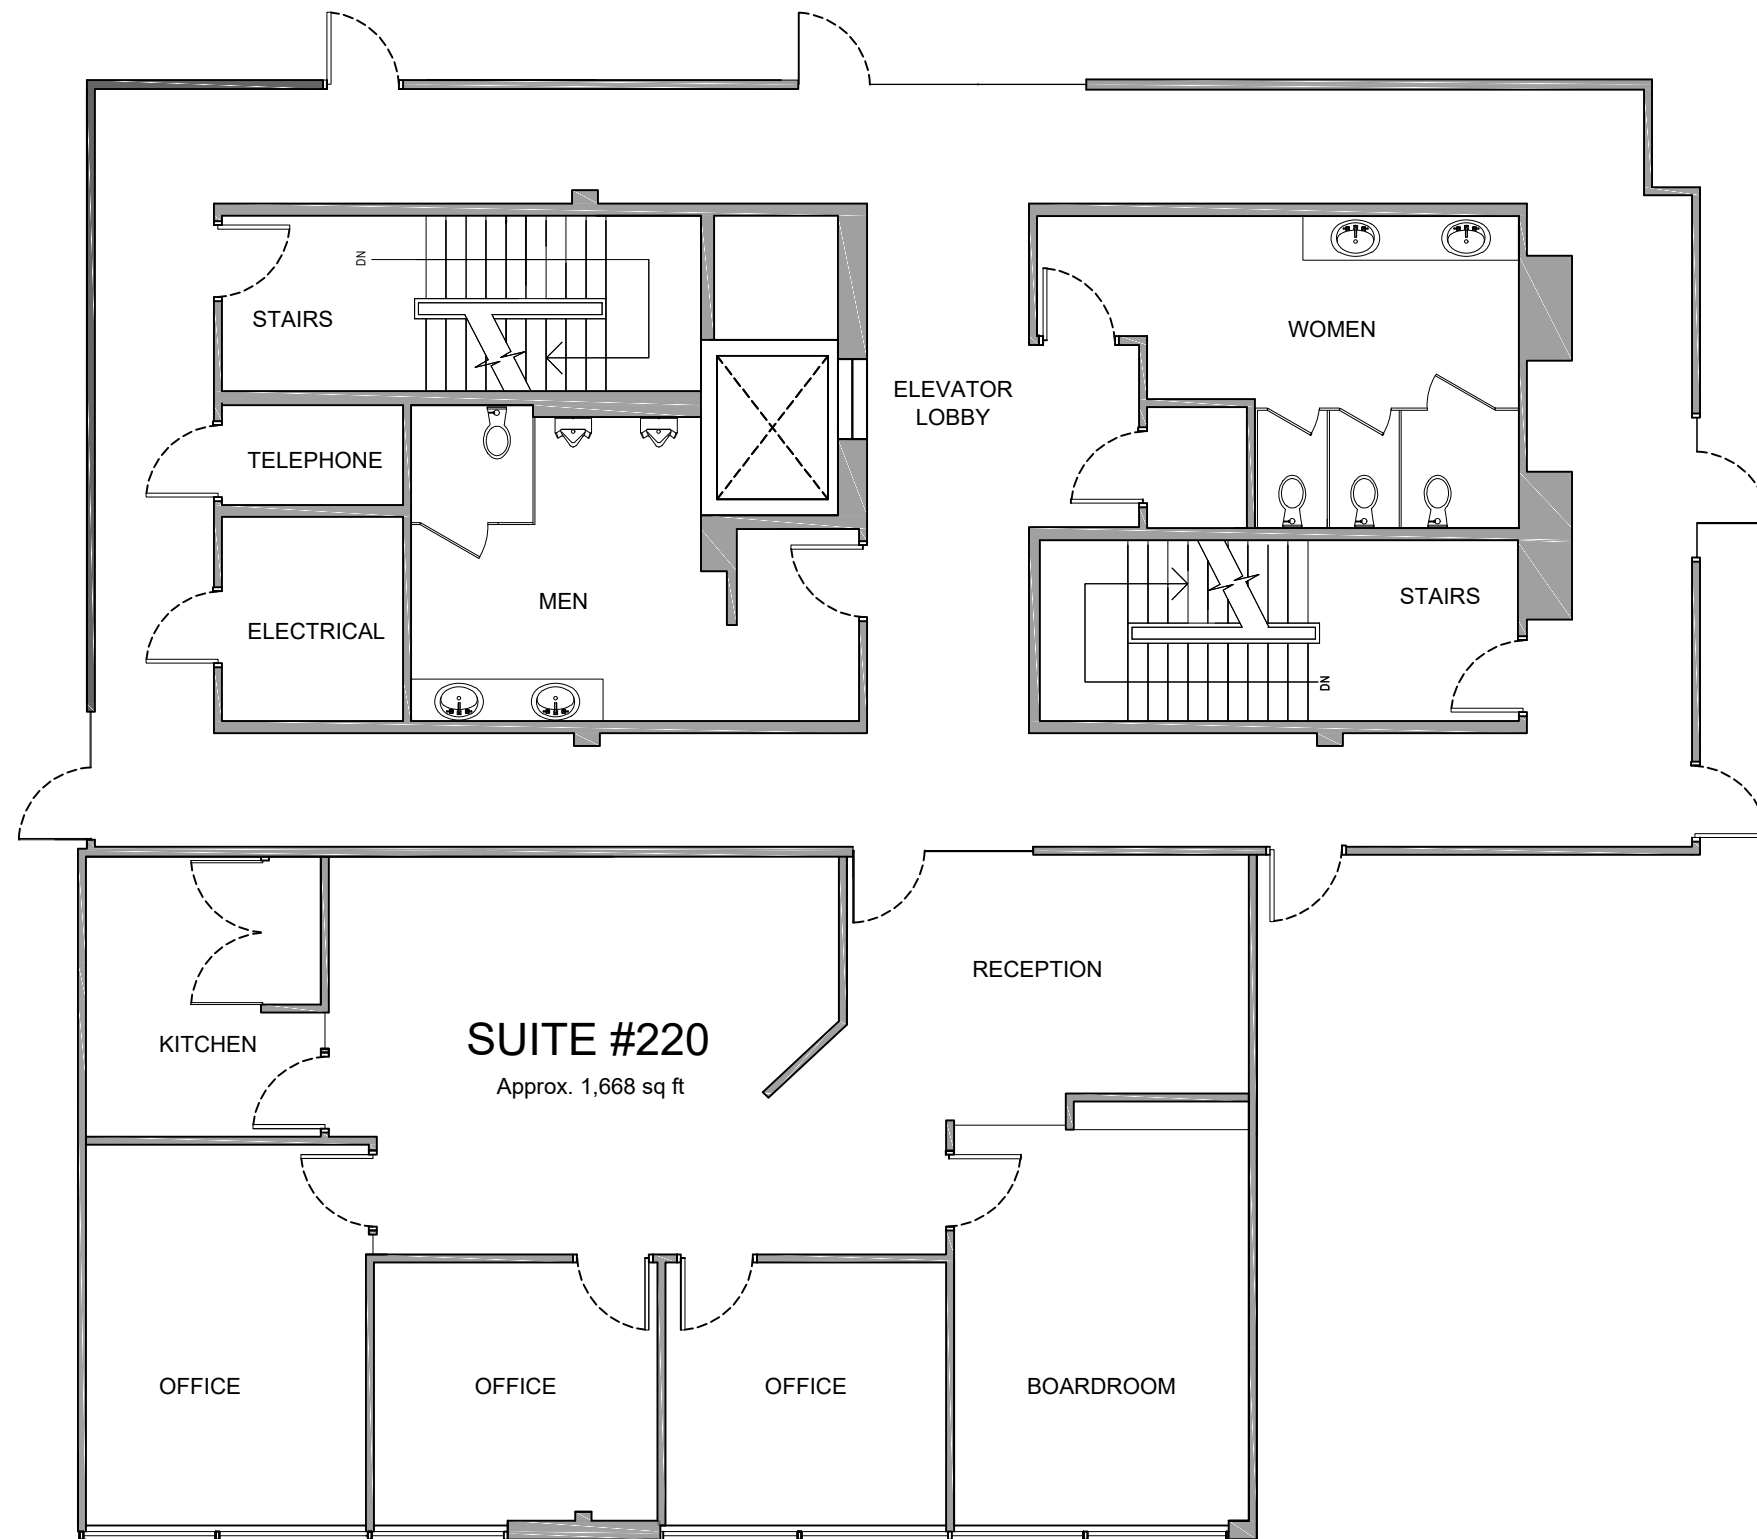 DN
STAIRS
WOMEN
ELEVATOR
LOBBY
TELEPHONE
MEN
STAIRS
ELECTRICAL
DN
RECEPTION
SUITE #220
KITCHEN
Approx. 1,668 sq ft
OFFICE
OFFICE
OFFICE
BOARDROOM